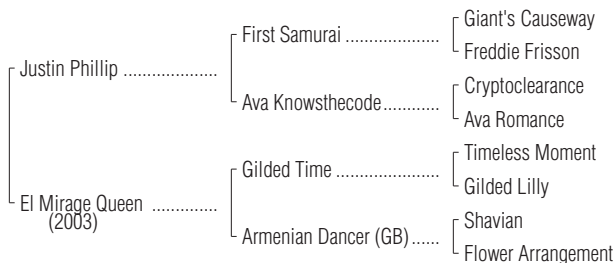 Giant's Causeway
First Samurai .....................
Freddie Frisson
Justin Phillip .....................
Cryptoclearance
Ava Knowsthecode............
Ava Romance
Timeless Moment
Gilded Time .......................
Gilded Lilly
El Mirage Queen ..............
(2003)
Shavian
Armenian Dancer (GB)......
Flower Arrangement